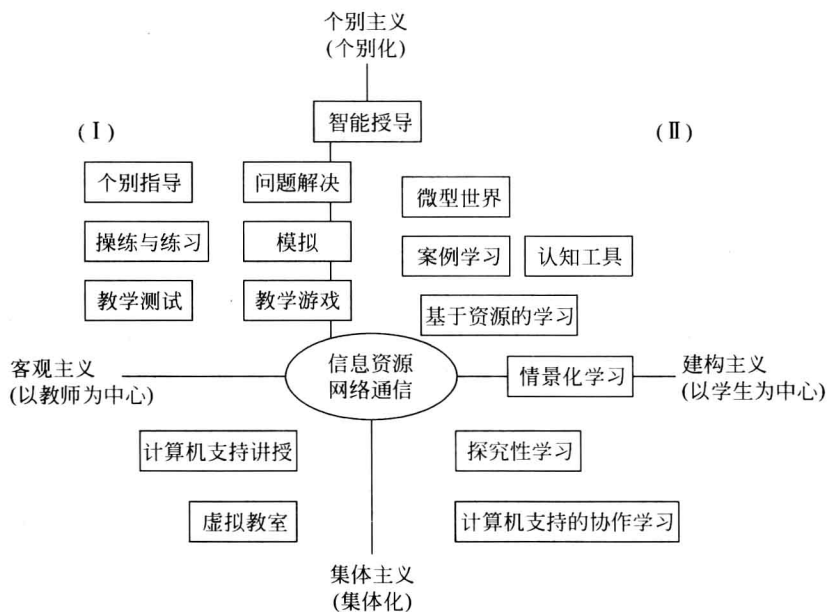 个别主义
(个别化)
智能授导
(Ⅰ)
(Ⅱ)
个别指导
问题解决
微型世界
操练与练习
模拟
案例学习
认知工具
教学测试
教学游戏
基于资源的学习
客观主义
(以教师为中心)
信息资源
网络通信
情景化学习
建构主义
(以学生为中心)
计算机支持讲授
探究性学习
虚拟教室
计算机支持的协作学习
集体主义
(集体化)